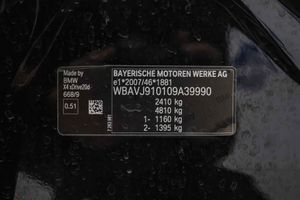 BAYERISCHE MOTOREN WERKE AG
e1*2007/46*1881
WBAVJ910109A39990
2410 kg
4810 kg
1- 1160 kg
2- 1395 kg
Made by
BMW
X4 xDrive20d
66B/9
0.51